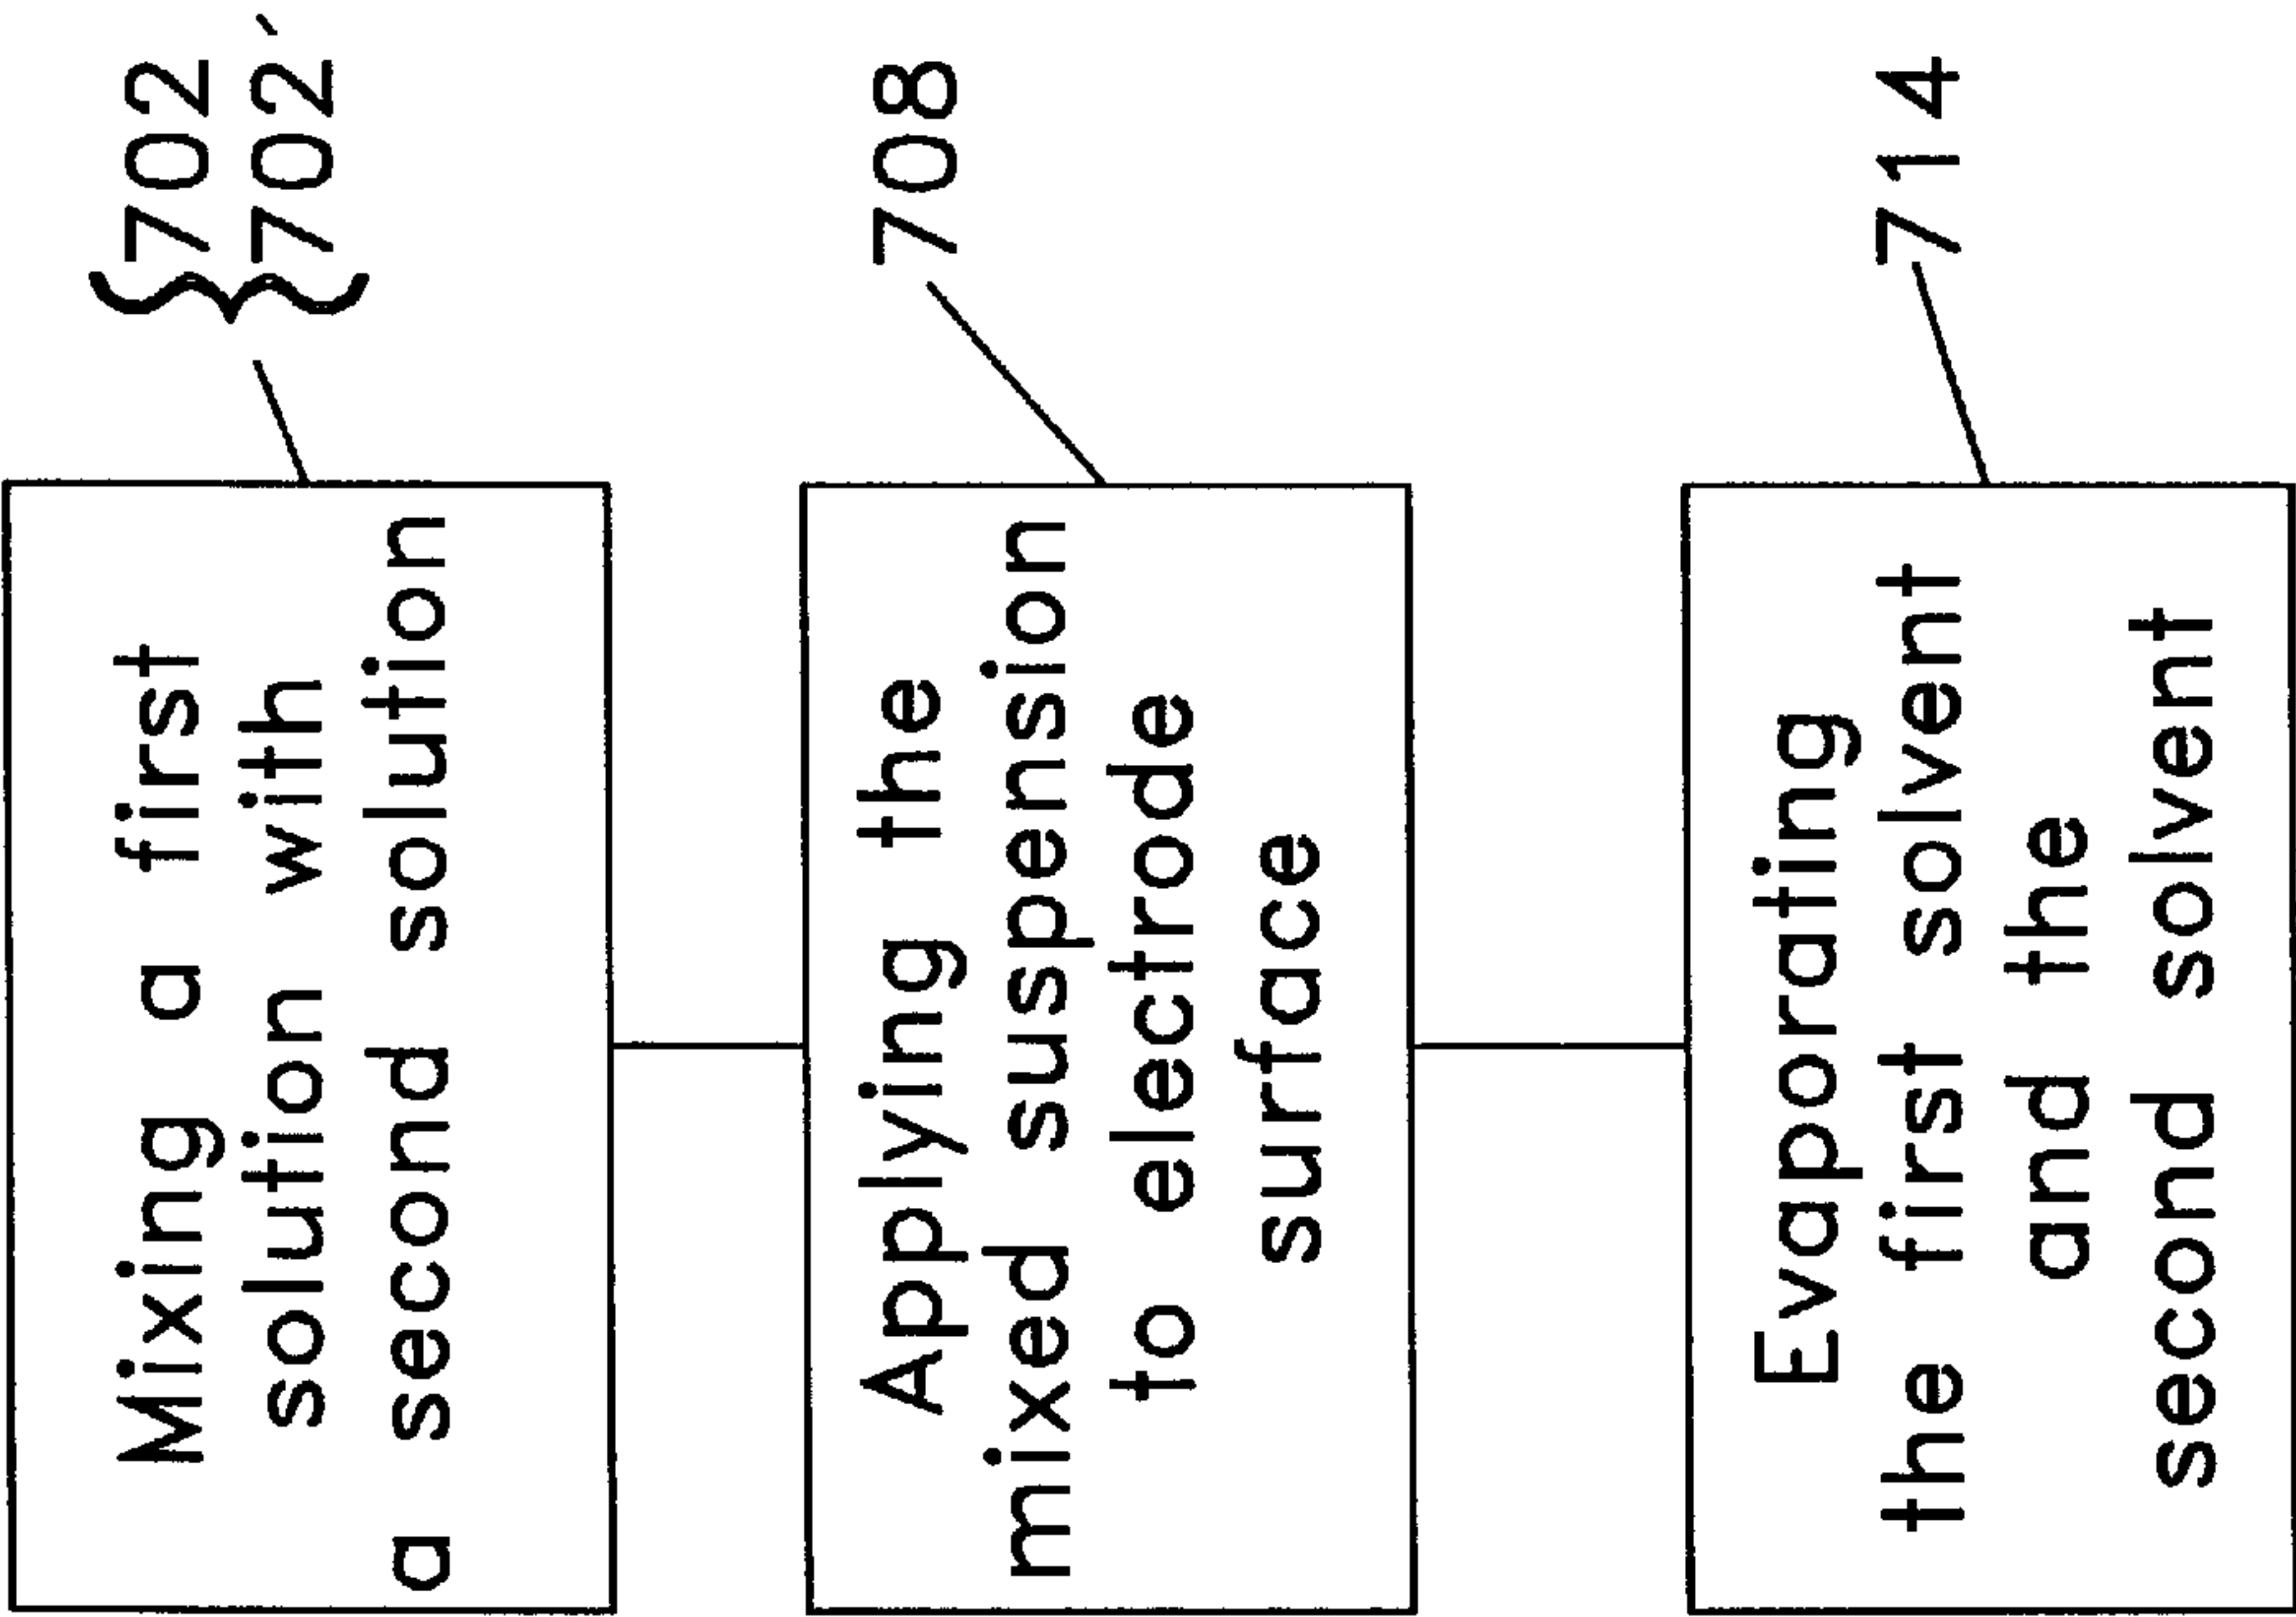 Mixing a first
solution with
a second solution
702
702´
Applying the
mixed suspension
to electrode
surface
708
Evaporating
the first solvent
and the
second solvent
714